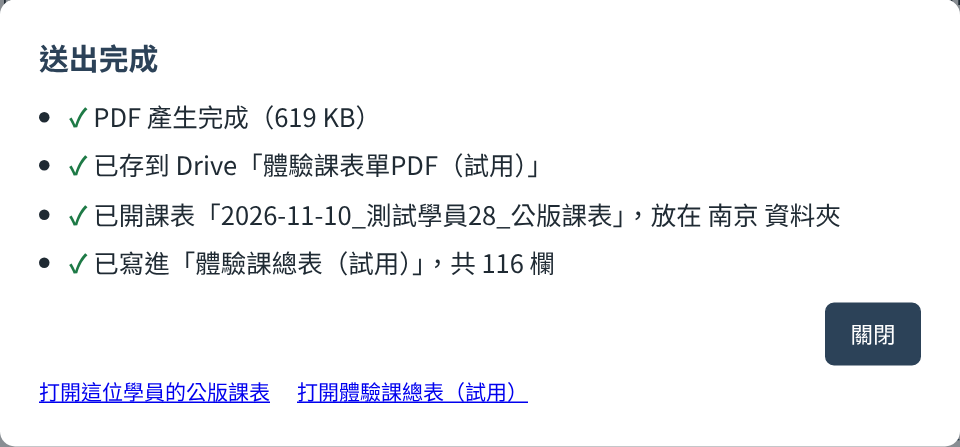 送出完成
• ✓ PDF 產生完成（619 KB）
• ✓ 已存到 Drive「體驗課表單PDF（試用）」
• ✓ 已開課表「2026-11-10_測試學員28_公版課表」，放在 南京 資料夾
• ✓ 已寫進「體驗課總表（試用）」，共 116 欄
關閉
打開這位學員的公版課表 打開體驗課總表（試用）